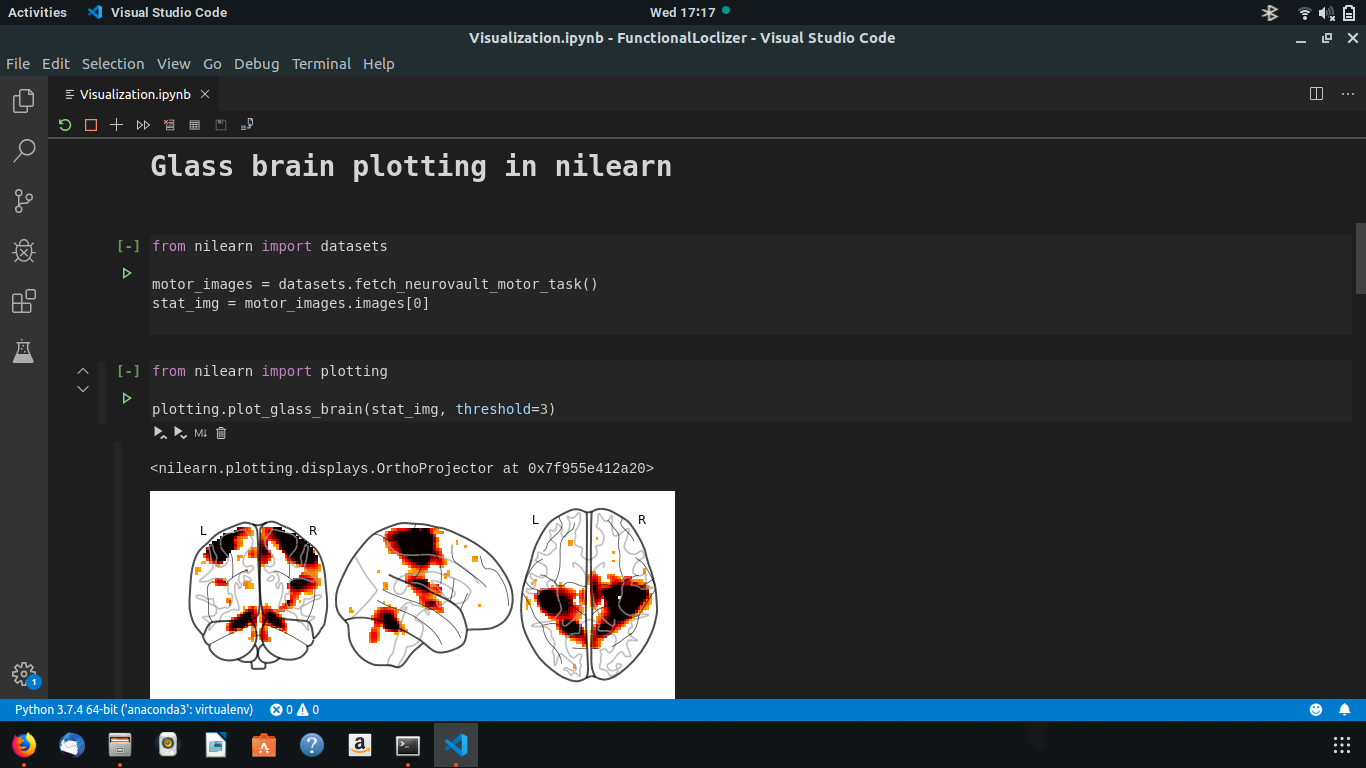 Activities Visual Studio Code Wed 17:17
Visualization.ipynb - FunctionalLoclizer - Visual Studio Code
File Edit Selection View Go Debug Terminal Help
Visualization.ipynb
Glass brain plotting in nilearn
[-] from nilearn import datasets
motor_images = datasets.fetch_neurovault_motor_task()
stat_img = motor_images.images[0]
[-] from nilearn import plotting
plotting.plot_glass_brain(stat_img, threshold=3)
M↓
<nilearn.plotting.displays.OrthoProjector at 0x7f955e412a20>
L R L R
1
Python 3.7.4 64-bit ('anaconda3': virtualenv) 0 0